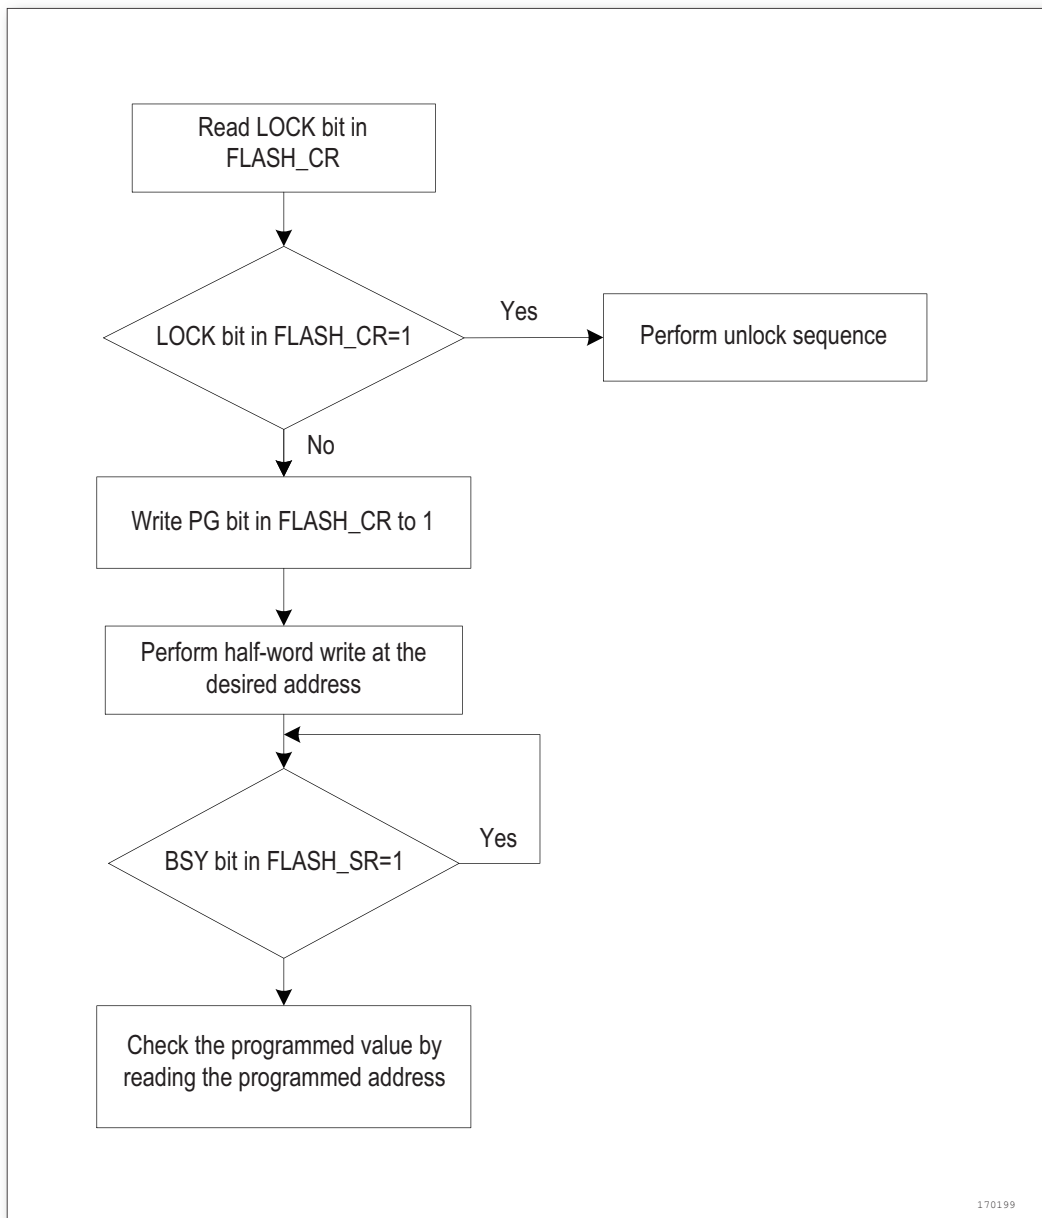 Read LOCK bit in
FLASH_CR
LOCK bit in FLASH_CR=1
Yes
Perform unlock sequence
No
Write PG bit in FLASH_CR to 1
Perform half-word write at the
desired address
BSY bit in FLASH_SR=1
Yes
Check the programmed value by
reading the programmed address
170199